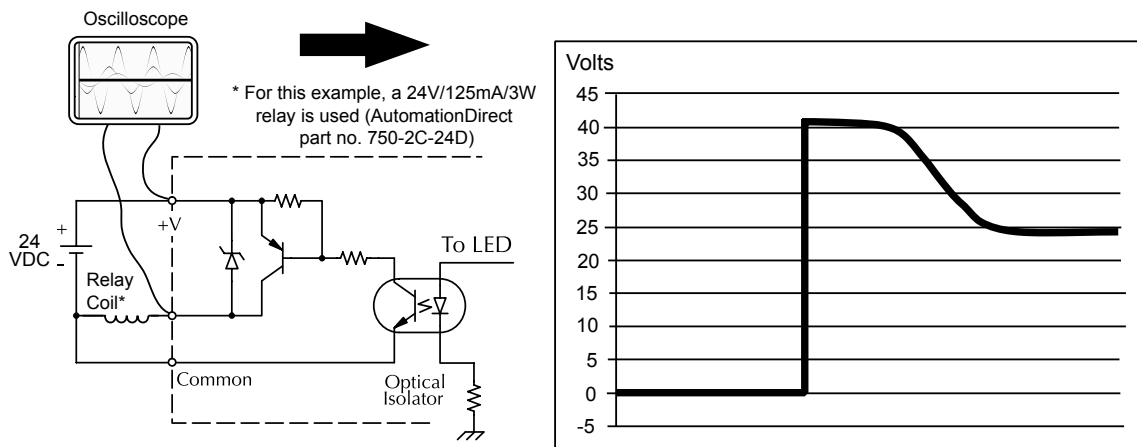 Oscilloscope
* For this example, a 24V/125mA/3W
relay is used (AutomationDirect
part no. 750-2C-24D)
+V
+
24
VDC
-
To LED
Relay
Coil*
Common
Optical
Isolator
Volts
45
40
35
30
25
20
15
10
5
0
-5